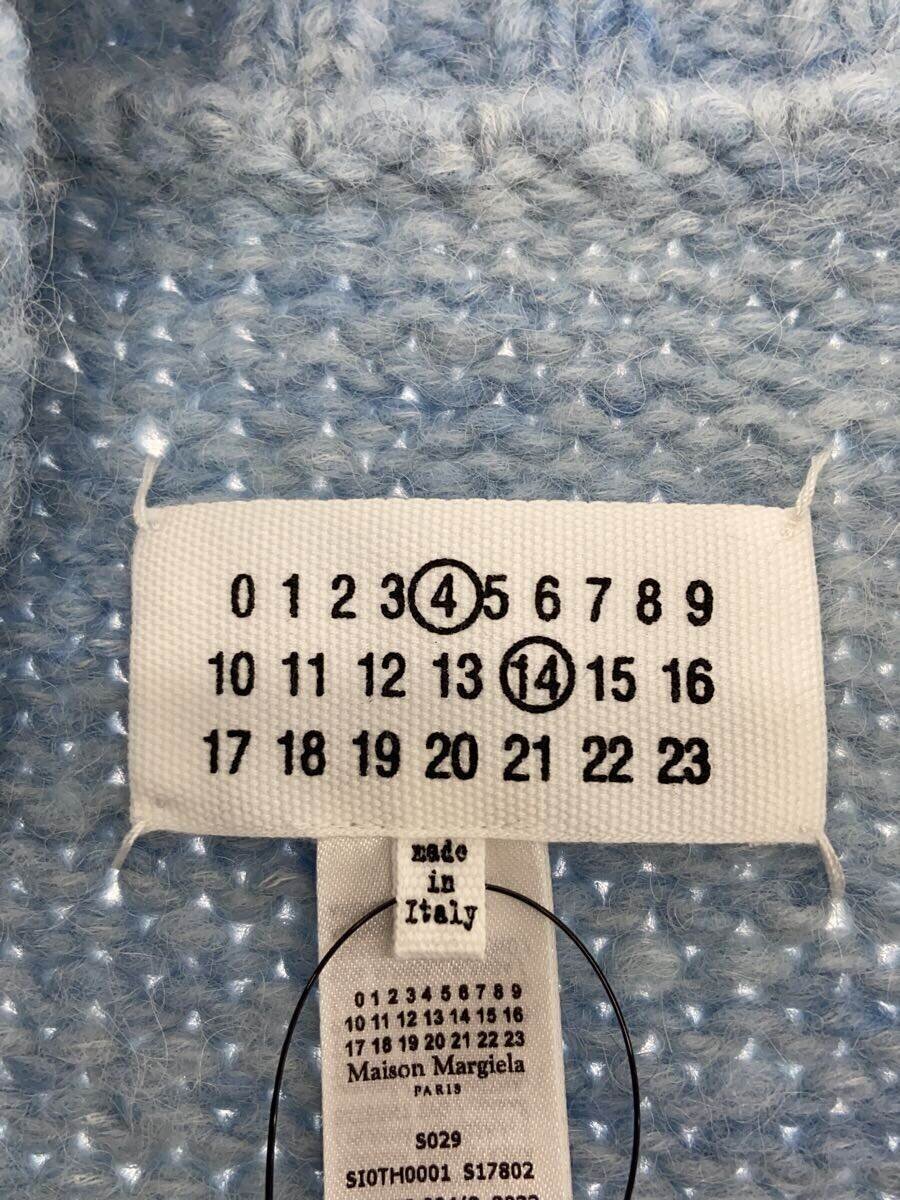 0 1 2 3 4 5 6 7 8 9
10 11 12 13 14 15 16
17 18 19 20 21 22 23
made
in
Italy
0 1 2 3 4 5 6 7 8 9
10 11 12 13 14 15 16
17 18 19 20 21 22 23
Maison Margiela
PARIS
S029
SI0TH0001 S17802